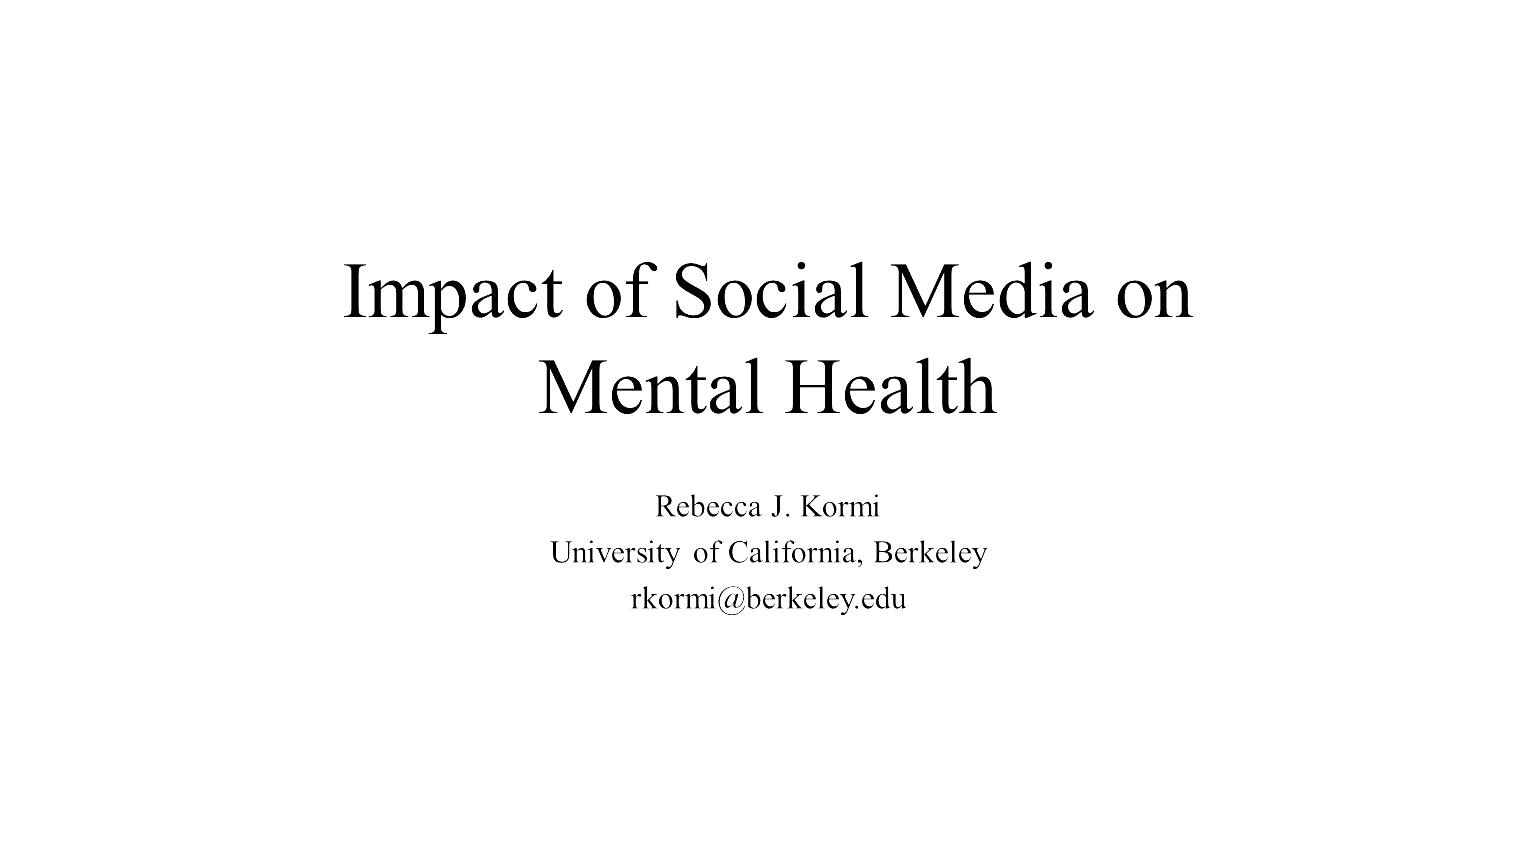 Impact of Social Media on
Mental Health
Rebecca J. Kormi
University of California, Berkeley
rkormi@berkeley.edu